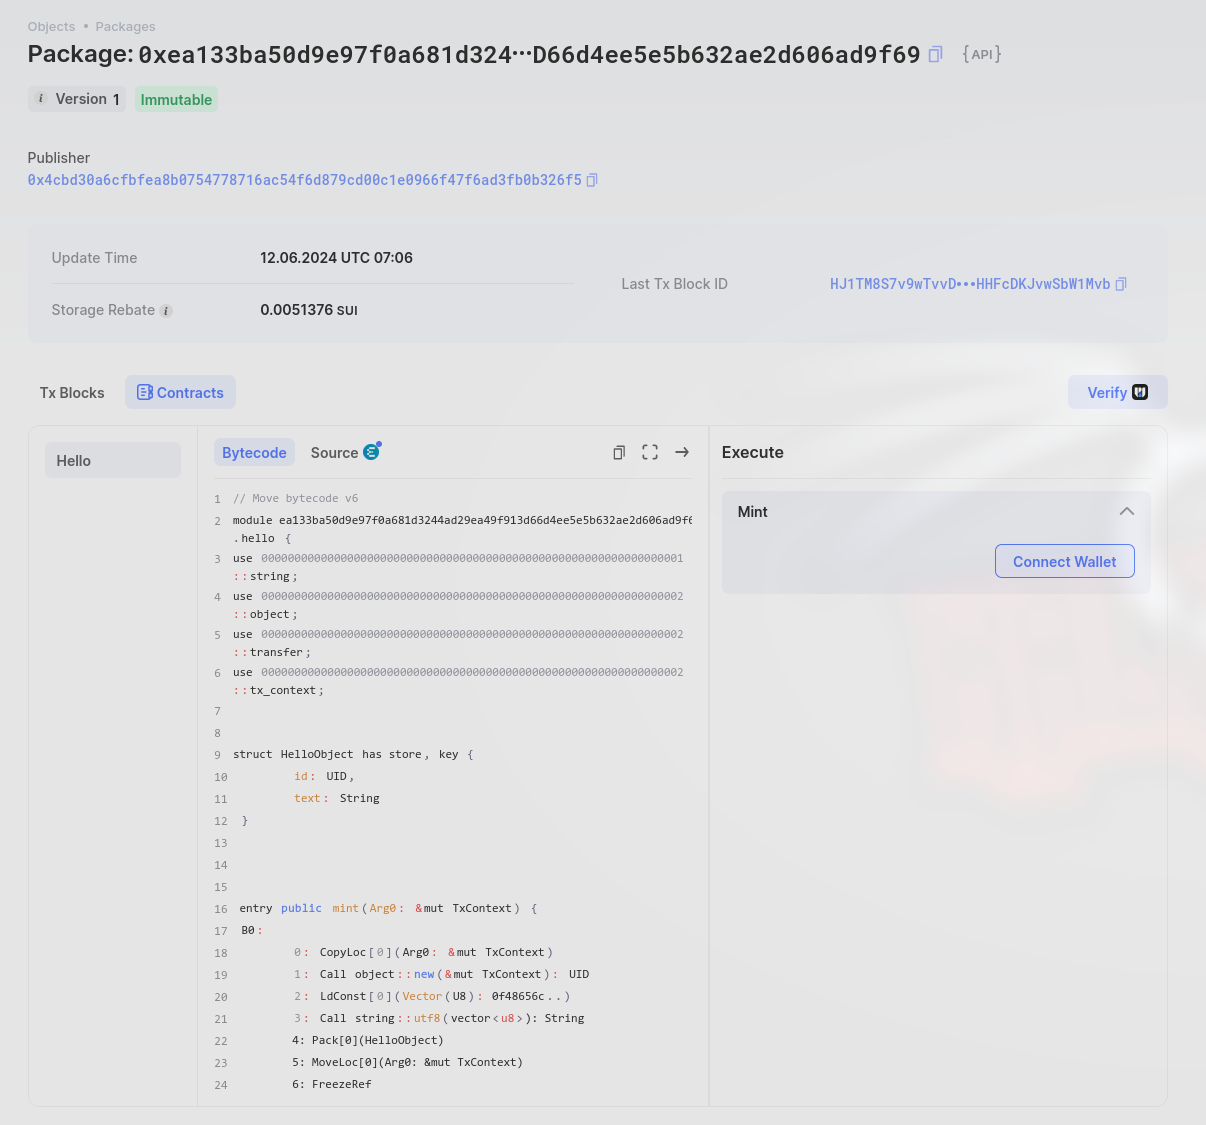 Objects • Packages
Package: 0xea133ba50d9e97f0a681d324•••D66d4ee5e5b632ae2d606ad9f69 {API}
i Version 1 Immutable
Publisher
0x4cbd30a6cfbfea8b0754778716ac54f6d879cd00c1e0966f47f6ad3fb0b326f5
Update Time 12.06.2024 UTC 07:06
Last Tx Block ID HJ1TM8S7v9wTvvD•••HHFcDKJvwSbW1Mvb
Storage Rebate i 0.0051376 SUI
Tx Blocks Contracts Verify
Hello
Bytecode Source
Execute
Mint
Connect Wallet
1 // Move bytecode v6
2 module ea133ba50d9e97f0a681d3244ad29ea49f913d66d4ee5e5b632ae2d606ad9f6
.hello {
3 use 0000000000000000000000000000000000000000000000000000000000000001
::string;
4 use 0000000000000000000000000000000000000000000000000000000000000002
::object;
5 use 0000000000000000000000000000000000000000000000000000000000000002
::transfer;
6 use 0000000000000000000000000000000000000000000000000000000000000002
::tx_context;
7
8
9 struct HelloObject has store, key {
10 id: UID,
11 text: String
12 }
13
14
15
16 entry public mint(Arg0: &mut TxContext) {
17 B0:
18 0: CopyLoc[0](Arg0: &mut TxContext)
19 1: Call object::new(&mut TxContext): UID
20 2: LdConst[0](Vector(U8): 0f48656c..)
21 3: Call string::utf8(vector<u8>): String
22 4: Pack[0](HelloObject)
23 5: MoveLoc[0](Arg0: &mut TxContext)
24 6: FreezeRef